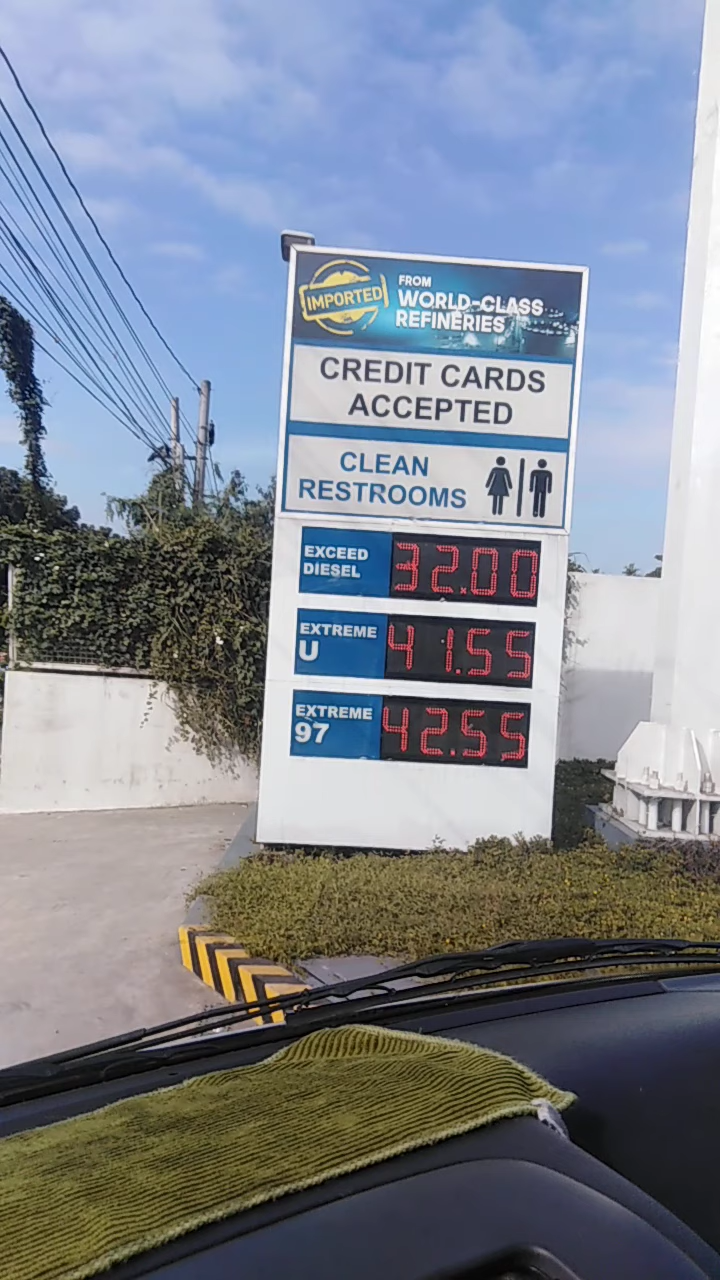 IMPORTED
FROM
WORLD-CLASS
REFINERIES
CREDIT CARDS
ACCEPTED
CLEAN
RESTROOMS
EXCEED
DIESEL
32.00
EXTREME
U
41.55
EXTREME
97
42.55